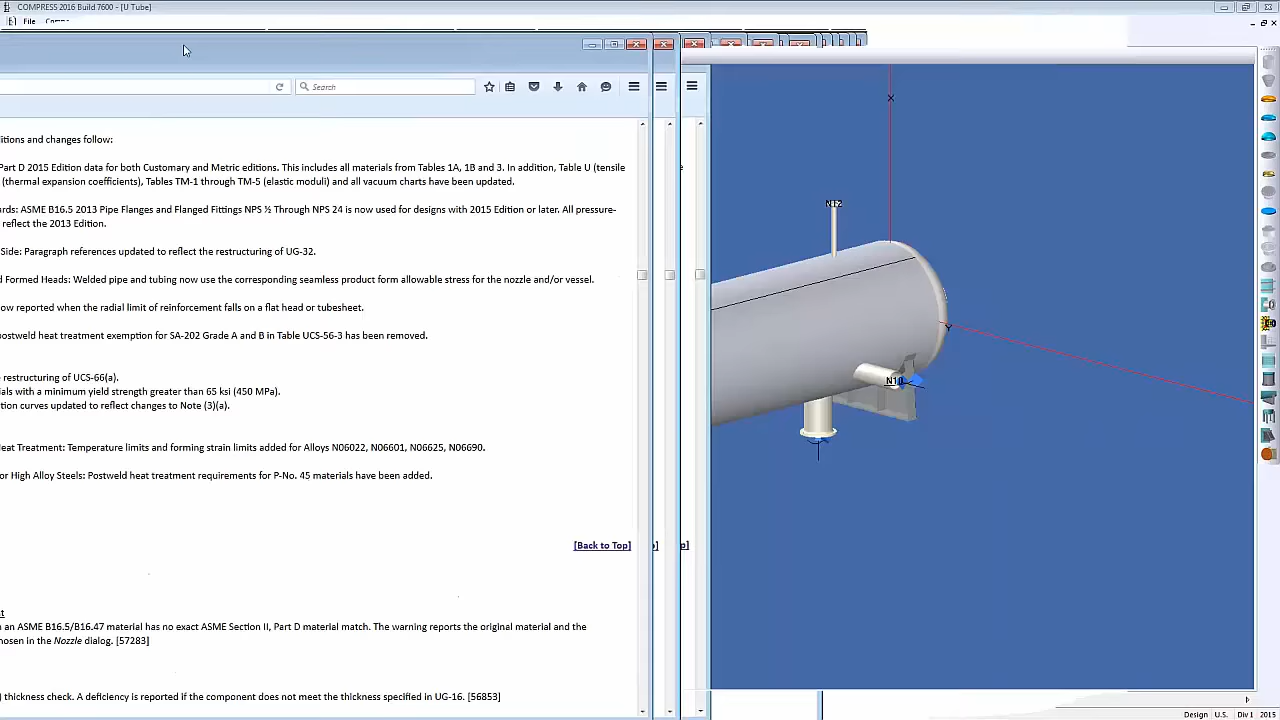 COMPRESS 2016 Build 7600 - [U Tube]
File
Search
itions and changes follow:
Part D 2015 Edition data for both Customary and Metric editions. This includes all materials from Tables 1A, 1B and 3. In addition, Table U (tensile
(thermal expansion coefficients), Tables TM-1 through TM-5 (elastic moduli) and all vacuum charts have been updated.
ards: ASME B16.5 2013 Pipe Flanges and Flanged Fittings NPS ½ Through NPS 24 is now used for designs with 2015 Edition or later. All pressure-
reflect the 2013 Edition.
Side: Paragraph references updated to reflect the restructuring of UG-32.
d Formed Heads: Welded pipe and tubing now use the corresponding seamless product-form allowable stress for the nozzle and/or vessel.
ow reported when the radial limit of reinforcement falls on a flat head or tubesheet.
postweld heat treatment exemption for SA-202 Grade A and B in Table UCS-56-3 has been removed.
e restructuring of UCS-66(a).
ials with a minimum yield strength greater than 65 ksi (450 MPa).
tion curves updated to reflect changes to Note (3)(a).
Heat Treatment: Temperature limits and forming strain limits added for Alloys N06022, N06601, N06625, N06690.
or High Alloy Steels: Postweld heat treatment requirements for P-No. 45 materials have been added.
[Back to Top]
p]
t
n an ASME B16.5/B16.47 material has no exact ASME Section II, Part D material match. The warning reports the original material and the
hosen in the Nozzle dialog. [57283]
) thickness check. A deficiency is reported if the component does not meet the thickness specified in UG-16. [56853]
X
Y
Design U.S. Div 1 2015